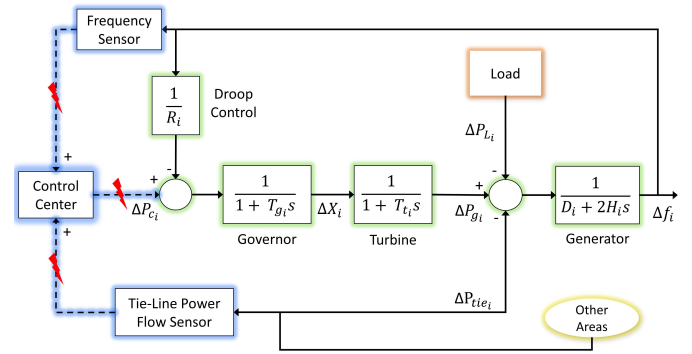 Frequency
Sensor
Load
1
R_i
Droop
Control
ΔP_{L_i}
-
-
+
Control
Center
+
+
ΔP_{c_i}
1
1 + T_{g_i}s
Governor
ΔX_i
1
1 + T_{t_i}s
Turbine
+
ΔP_{g_i}
-
1
D_i + 2H_is
Generator
Δf_i
Tie-Line Power
Flow Sensor
ΔP_{tie_i}
Other
Areas